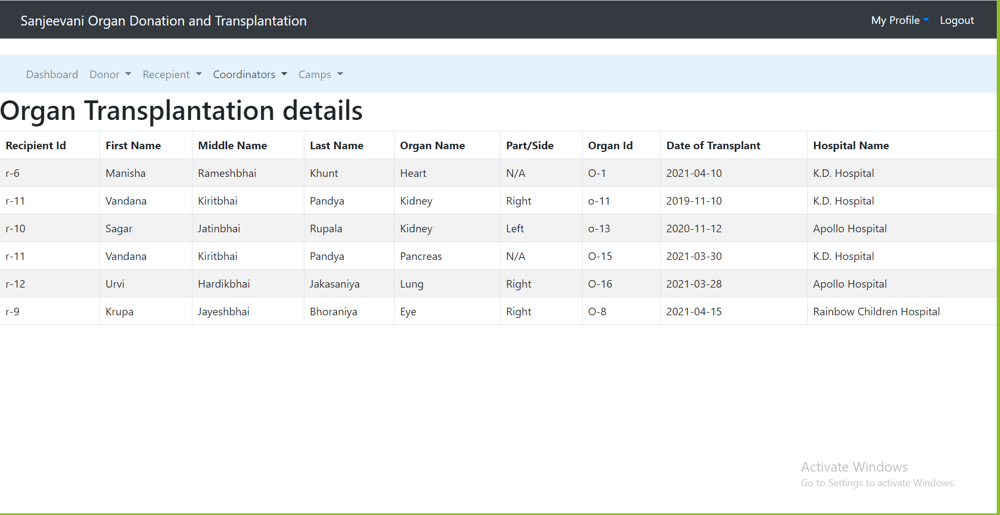 Sanjeevani Organ Donation and Transplantation My Profile Logout
Dashboard Donor Recepient Coordinators Camps
Organ Transplantation details
Recipient Id First Name Middle Name Last Name Organ Name Part/Side Organ Id Date of Transplant Hospital Name
r-6 Manisha Rameshbhai Khunt Heart N/A O-1 2021-04-10 K.D. Hospital
r-11 Vandana Kiritbhai Pandya Kidney Right o-11 2019-11-10 K.D. Hospital
r-10 Sagar Jatinbhai Rupala Kidney Left o-13 2020-11-12 Apollo Hospital
r-11 Vandana Kiritbhai Pandya Pancreas N/A O-15 2021-03-30 K.D. Hospital
r-12 Urvi Hardikbhai Jakasaniya Lung Right O-16 2021-03-28 Apollo Hospital
r-9 Krupa Jayeshbhai Bhoraniya Eye Right O-8 2021-04-15 Rainbow Children Hospital
Activate Windows
Go to Settings to activate Windows.